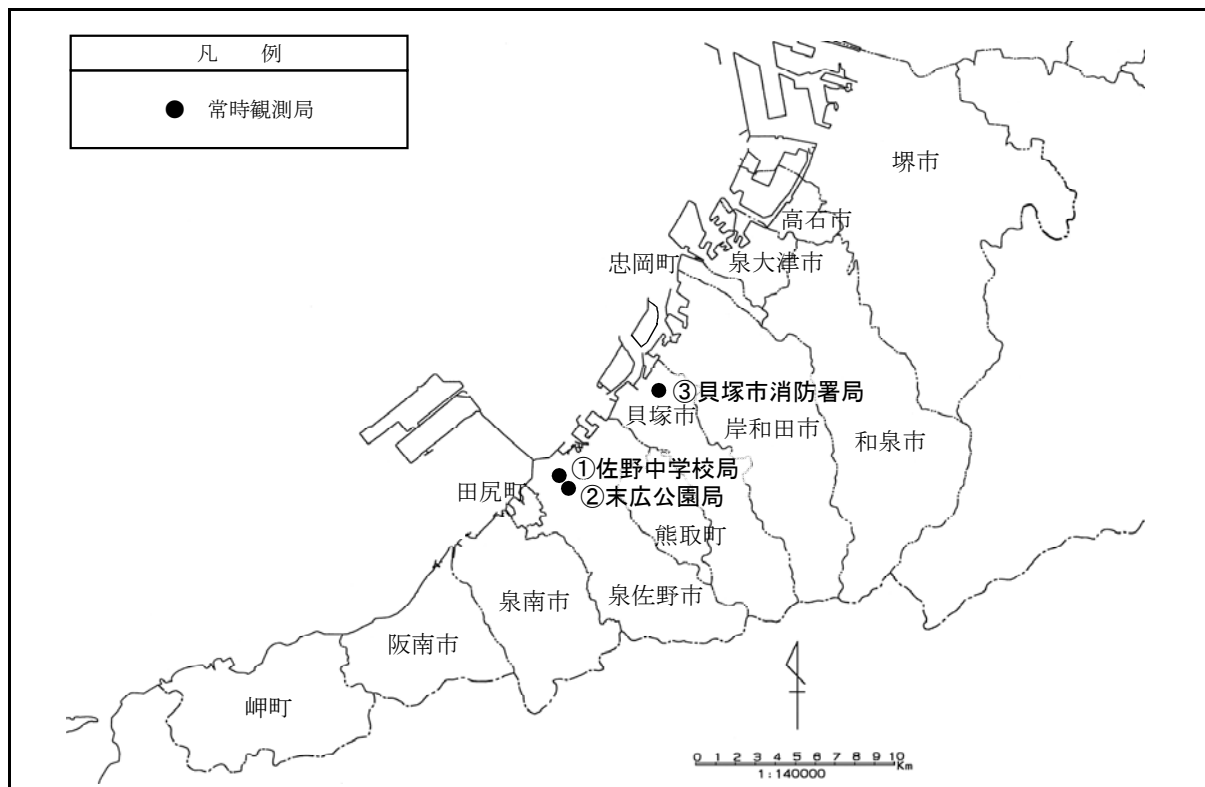 凡　　例
● 常時観測局
堺市
高石市
忠岡町
泉大津市
③貝塚市消防署局
貝塚市
岸和田市
和泉市
①佐野中学校局
②末広公園局
田尻町
熊取町
泉南市
泉佐野市
阪南市
岬町
0 1 2 3 4 5 6 7 8 9 10
Km
1:140000